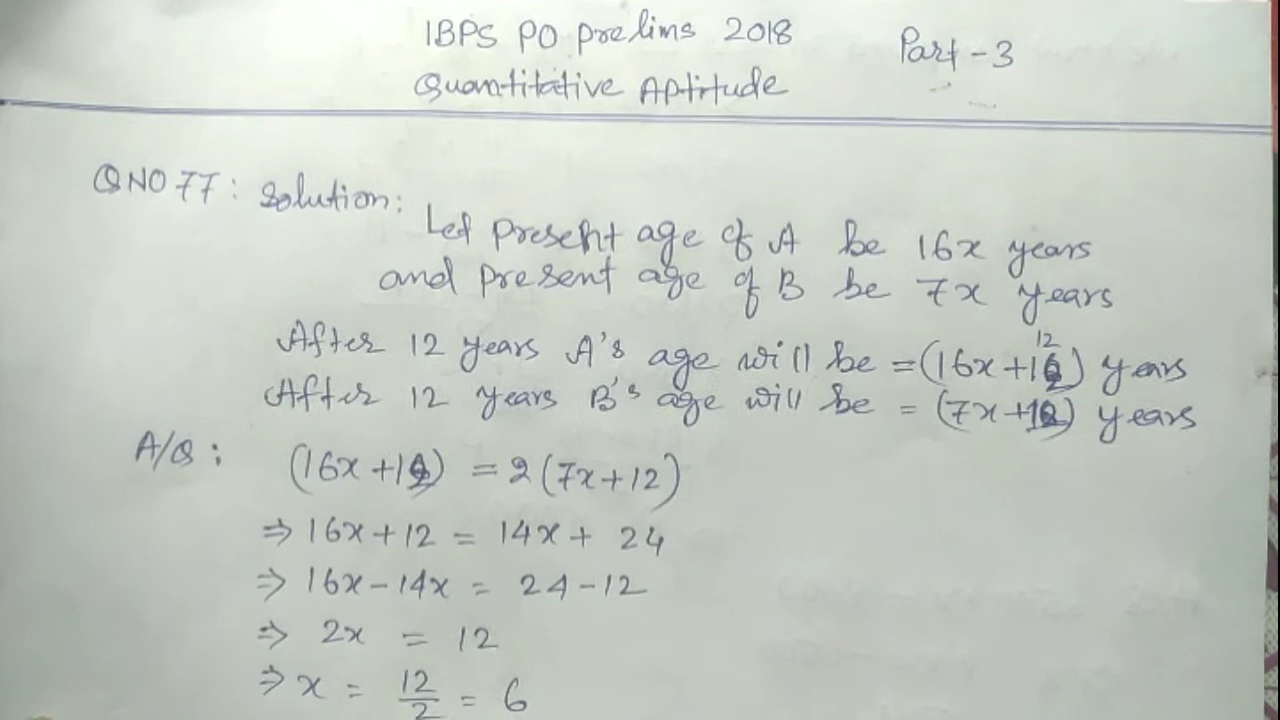 IBPS PO prelims 2018
Part - 3
Quantitative Aptitude
QNO 77: Solution:
Let present age of A be 16x years
and present age of B be 7x years
After 12 years A's age will be = (16x+12) years
After 12 years B's age will be = (7x+12) years
A/Q: (16x+12) = 2(7x+12)
⇒ 16x+12 = 14x + 24
⇒ 16x-14x = 24-12
⇒ 2x = 12
⇒ x = 12/2 = 6